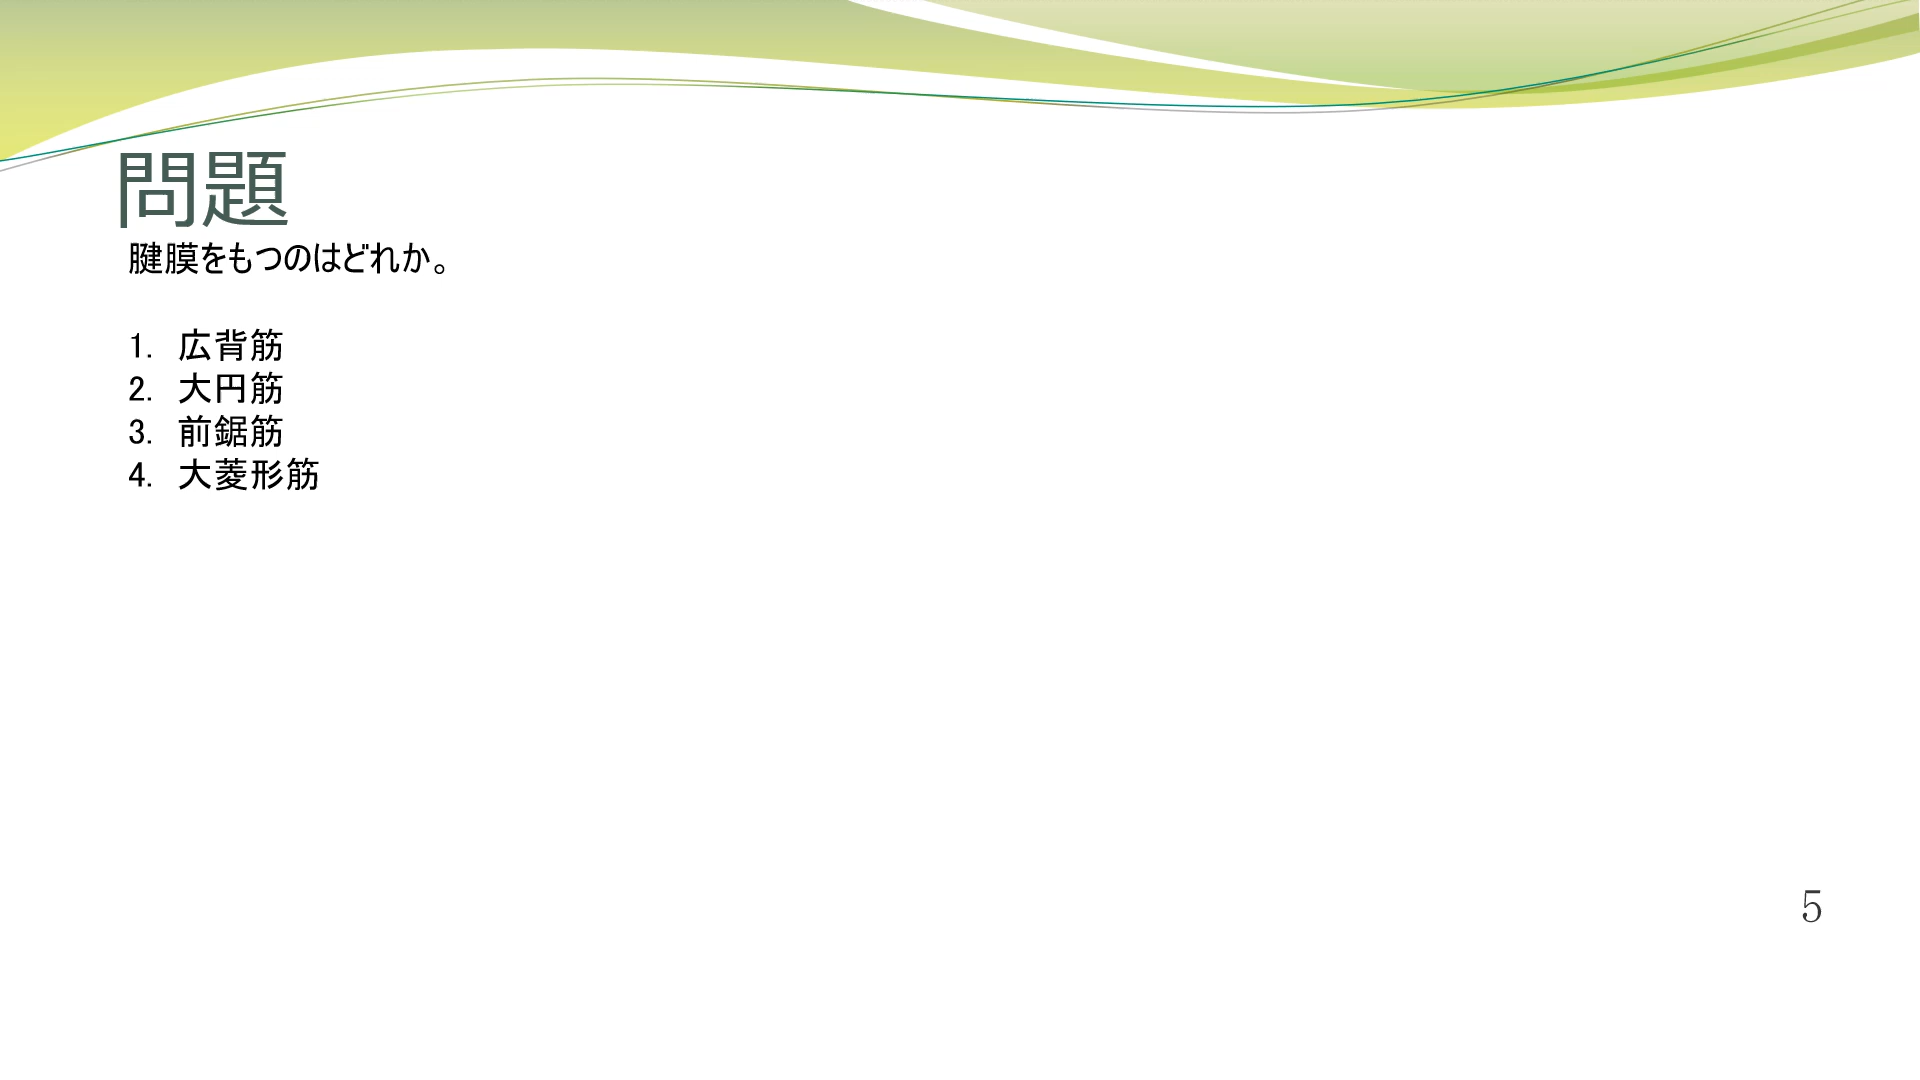 問題
腱膜をもつのはどれか。
1. 広背筋
2. 大円筋
3. 前鋸筋
4. 大菱形筋
5